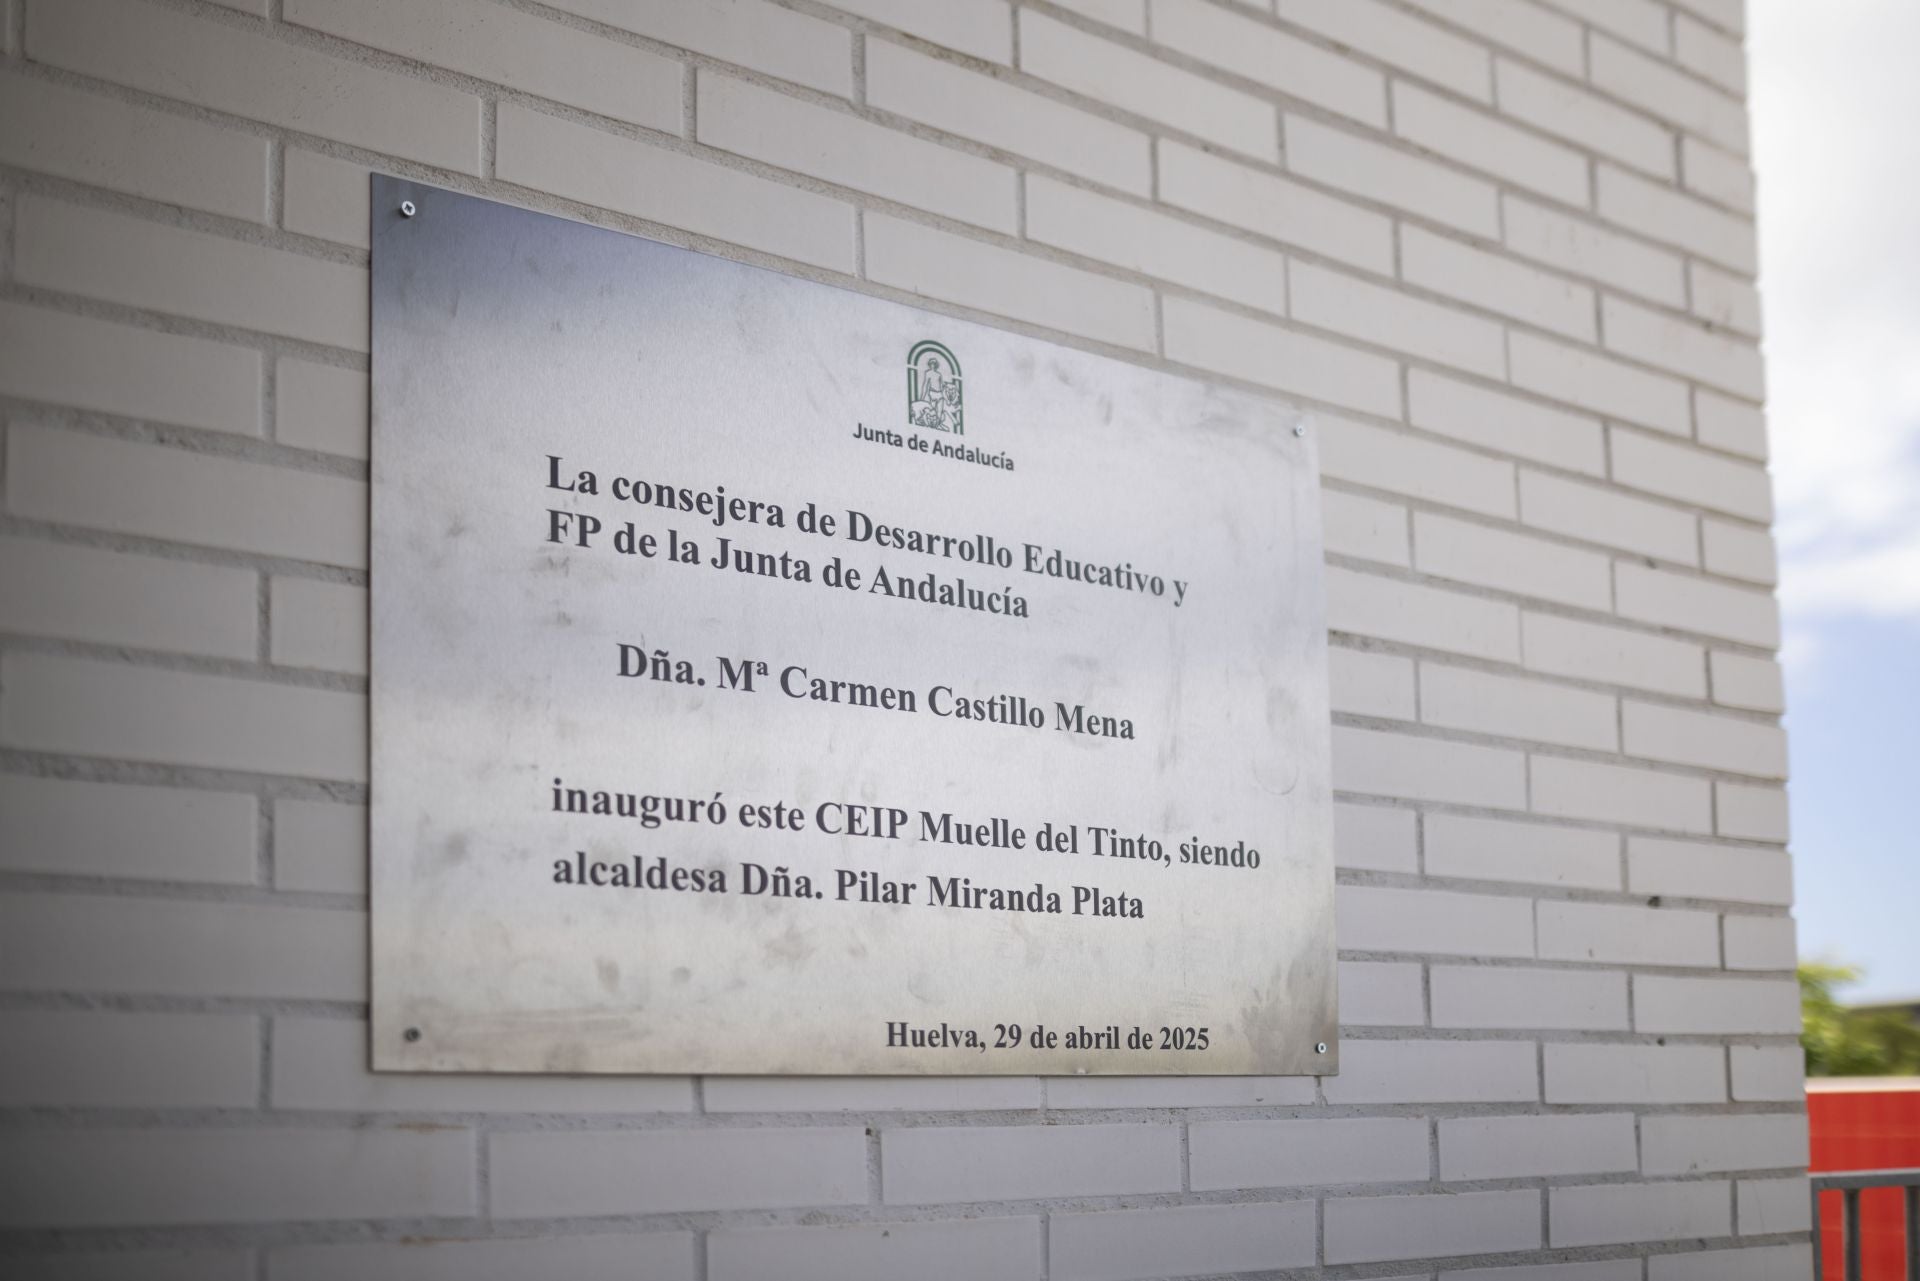 Junta de Andalucía
La consejera de Desarrollo Educativo y
FP de la Junta de Andalucía
Dña. Mª Carmen Castillo Mena
inauguró este CEIP Muelle del Tinto, siendo
alcaldesa Dña. Pilar Miranda Plata
Huelva, 29 de abril de 2025